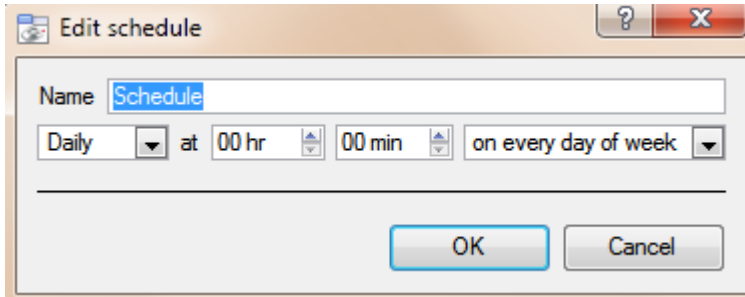 Edit schedule
Name Schedule
Daily at 00 hr 00 min on every day of week
OK Cancel